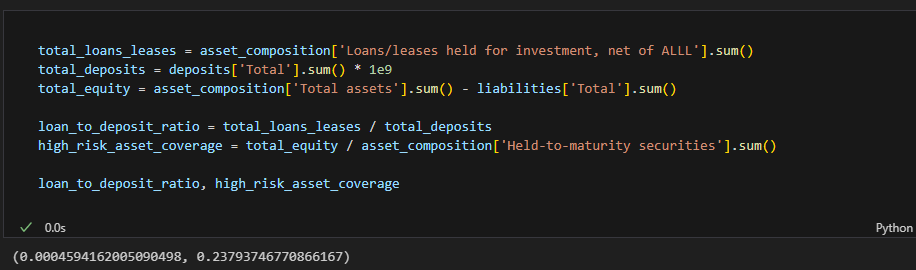 total_loans_leases = asset_composition['Loans/leases held for investment, net of ALLL'].sum()
total_deposits = deposits['Total'].sum() * 1e9
total_equity = asset_composition['Total assets'].sum() - liabilities['Total'].sum()
loan_to_deposit_ratio = total_loans_leases / total_deposits
high_risk_asset_coverage = total_equity / asset_composition['Held-to-maturity securities'].sum()
loan_to_deposit_ratio, high_risk_asset_coverage
0.0s Python
(0.0004594162005090498, 0.23793746770866167)